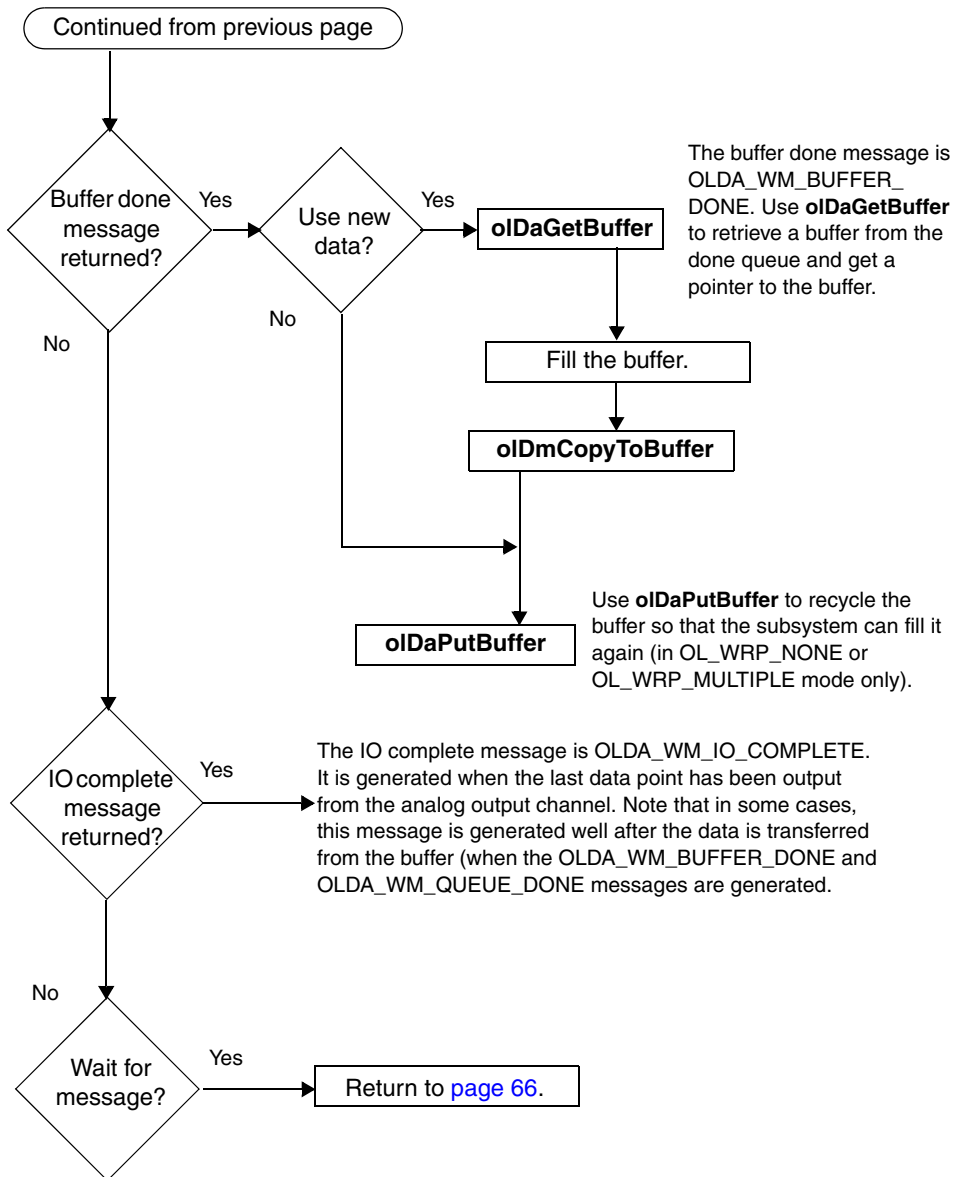 Continued from previous page
Buffer done
message
returned?
Yes
No
Use new
data?
Yes
No
olDaGetBuffer
The buffer done message is
OLDA_WM_BUFFER_
DONE. Use olDaGetBuffer
to retrieve a buffer from the
done queue and get a
pointer to the buffer.
Fill the buffer.
olDmCopyToBuffer
olDaPutBuffer
Use olDaPutBuffer to recycle the
buffer so that the subsystem can fill it
again (in OL_WRP_NONE or
OL_WRP_MULTIPLE mode only).
IO complete
message
returned?
Yes
No
The IO complete message is OLDA_WM_IO_COMPLETE.
It is generated when the last data point has been output
from the analog output channel. Note that in some cases,
this message is generated well after the data is transferred
from the buffer (when the OLDA_WM_BUFFER_DONE and
OLDA_WM_QUEUE_DONE messages are generated.
Wait for
message?
Yes
Return to page 66.